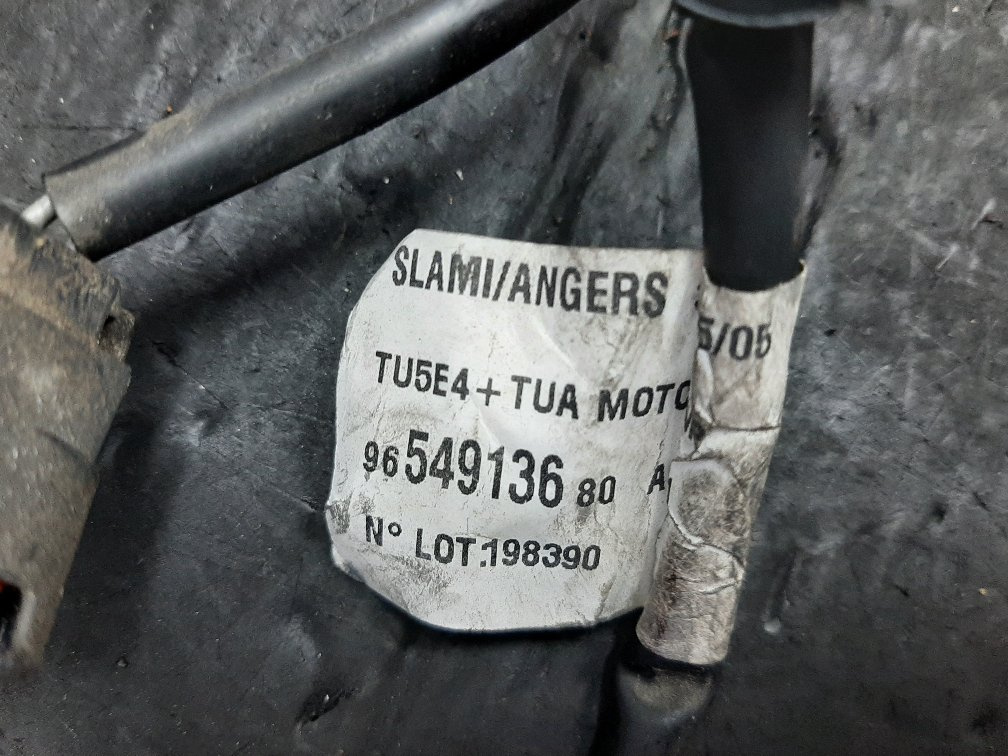 SLAMI/ANGERS 5/05
TU5E4+TUA MOTO
96 549136 80 A
N° LOT.198390